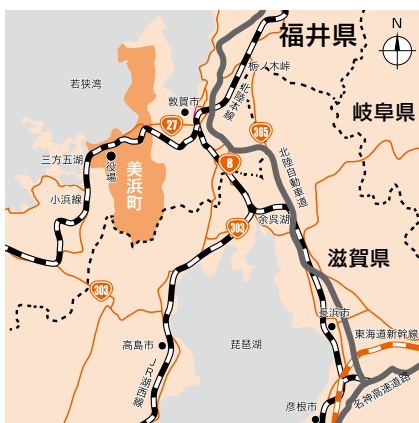 福井県
N
栃ノ木峠
若狭湾
敦賀市
北陸本線
岐阜県
27
365
三方五湖
役場
美浜町
8
北陸自動車道
小浜線
余呉湖
303
滋賀県
303
長浜市
東海道新幹線
高島市
琵琶湖
JR湖西線
名神高速道路
彦根市